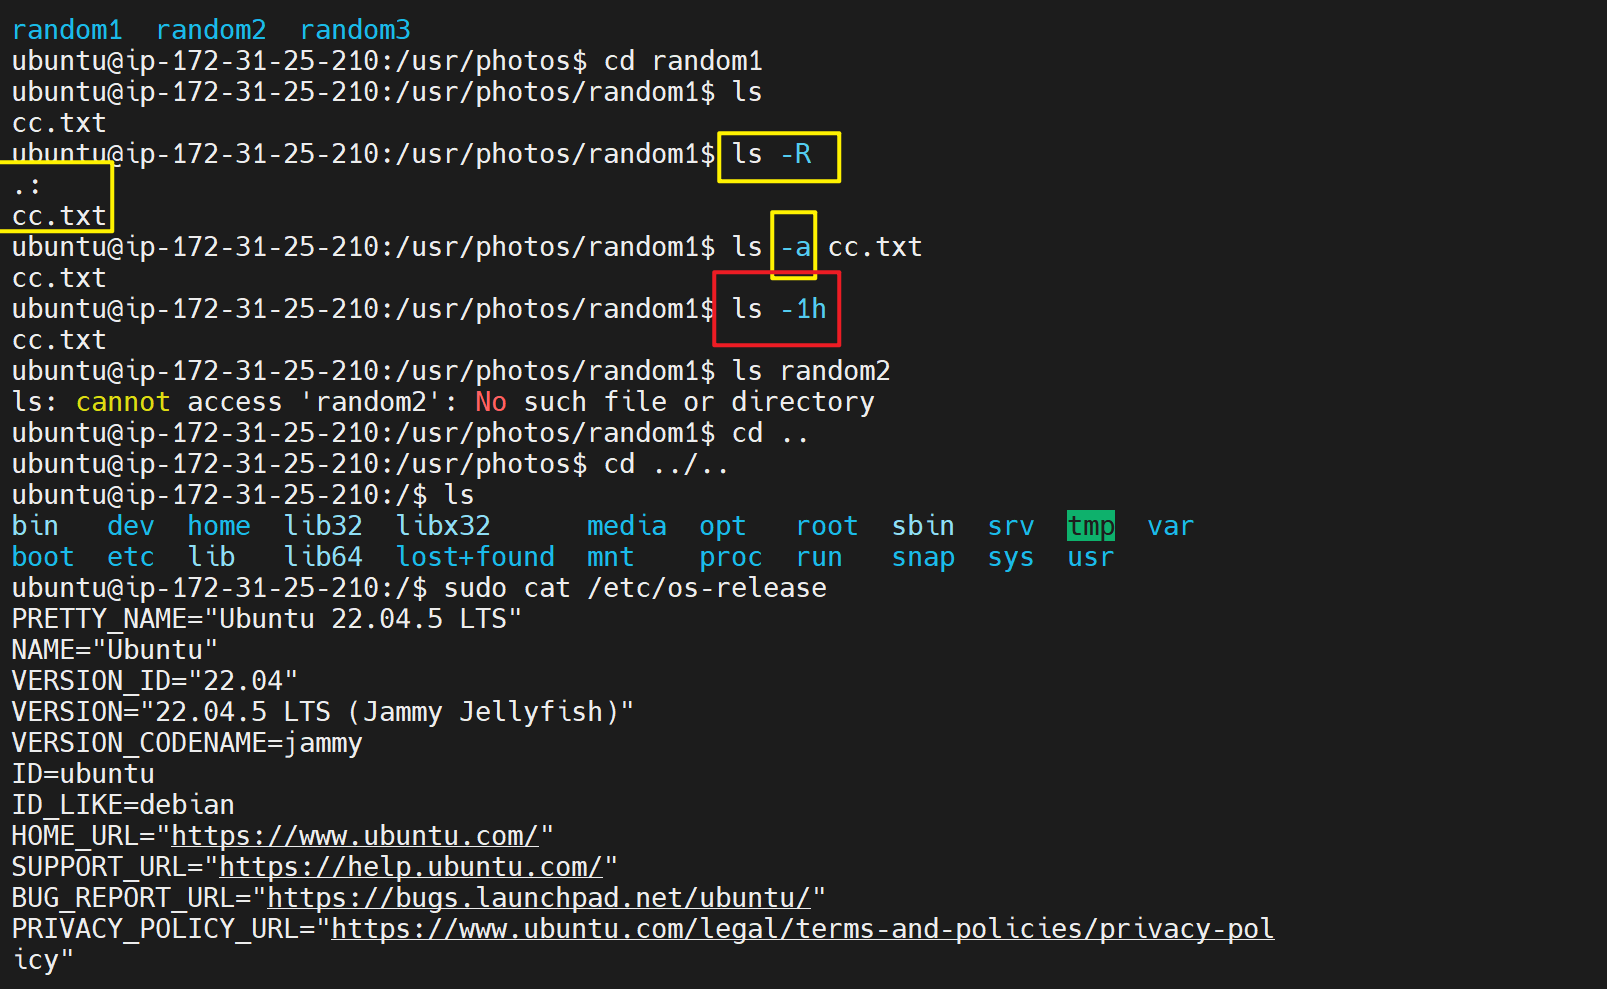 random1  random2  random3
ubuntu@ip-172-31-25-210:/usr/photos$ cd random1
ubuntu@ip-172-31-25-210:/usr/photos/random1$ ls
cc.txt
ubuntu@ip-172-31-25-210:/usr/photos/random1$ ls -R
.:
cc.txt
ubuntu@ip-172-31-25-210:/usr/photos/random1$ ls -a cc.txt
cc.txt
ubuntu@ip-172-31-25-210:/usr/photos/random1$ ls -1h
cc.txt
ubuntu@ip-172-31-25-210:/usr/photos/random1$ ls random2
ls: cannot access 'random2': No such file or directory
ubuntu@ip-172-31-25-210:/usr/photos/random1$ cd ..
ubuntu@ip-172-31-25-210:/usr/photos$ cd ../..
ubuntu@ip-172-31-25-210:/$ ls
bin   dev  home  lib32  libx32      media  opt   root  sbin  srv  tmp  var
boot  etc  lib   lib64  lost+found  mnt    proc  run   snap  sys  usr
ubuntu@ip-172-31-25-210:/$ sudo cat /etc/os-release
PRETTY_NAME="Ubuntu 22.04.5 LTS"
NAME="Ubuntu"
VERSION_ID="22.04"
VERSION="22.04.5 LTS (Jammy Jellyfish)"
VERSION_CODENAME=jammy
ID=ubuntu
ID_LIKE=debian
HOME_URL="https://www.ubuntu.com/"
SUPPORT_URL="https://help.ubuntu.com/"
BUG_REPORT_URL="https://bugs.launchpad.net/ubuntu/"
PRIVACY_POLICY_URL="https://www.ubuntu.com/legal/terms-and-policies/privacy-pol
icy"